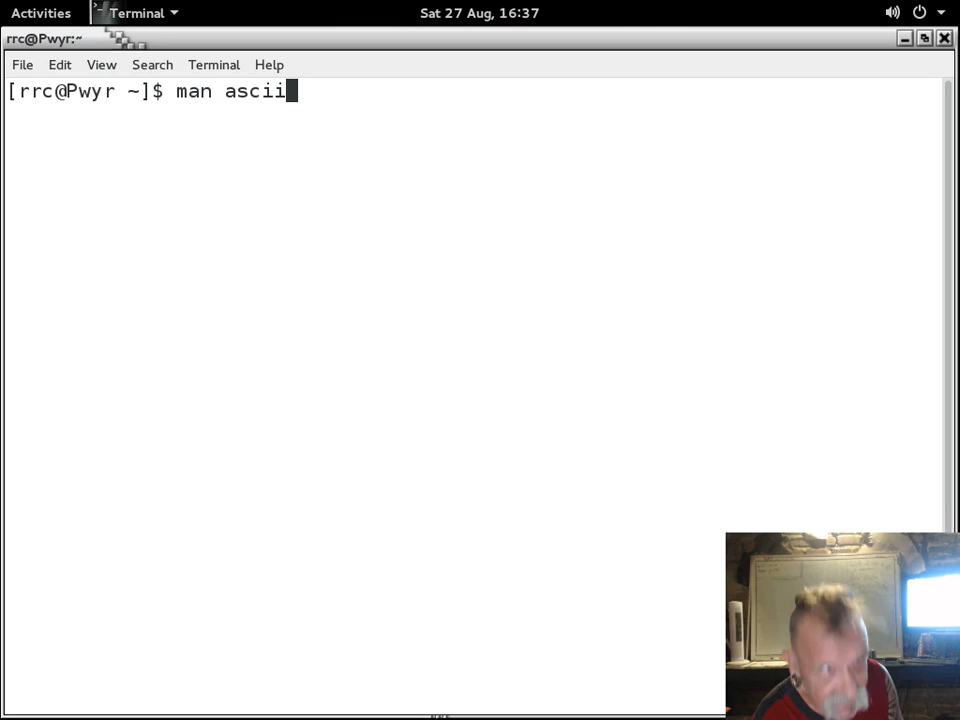 Activities Terminal Sat 27 Aug, 16:37
rrc@Pwyr:~
File Edit View Search Terminal Help
[rrc@Pwyr ~]$ man ascii